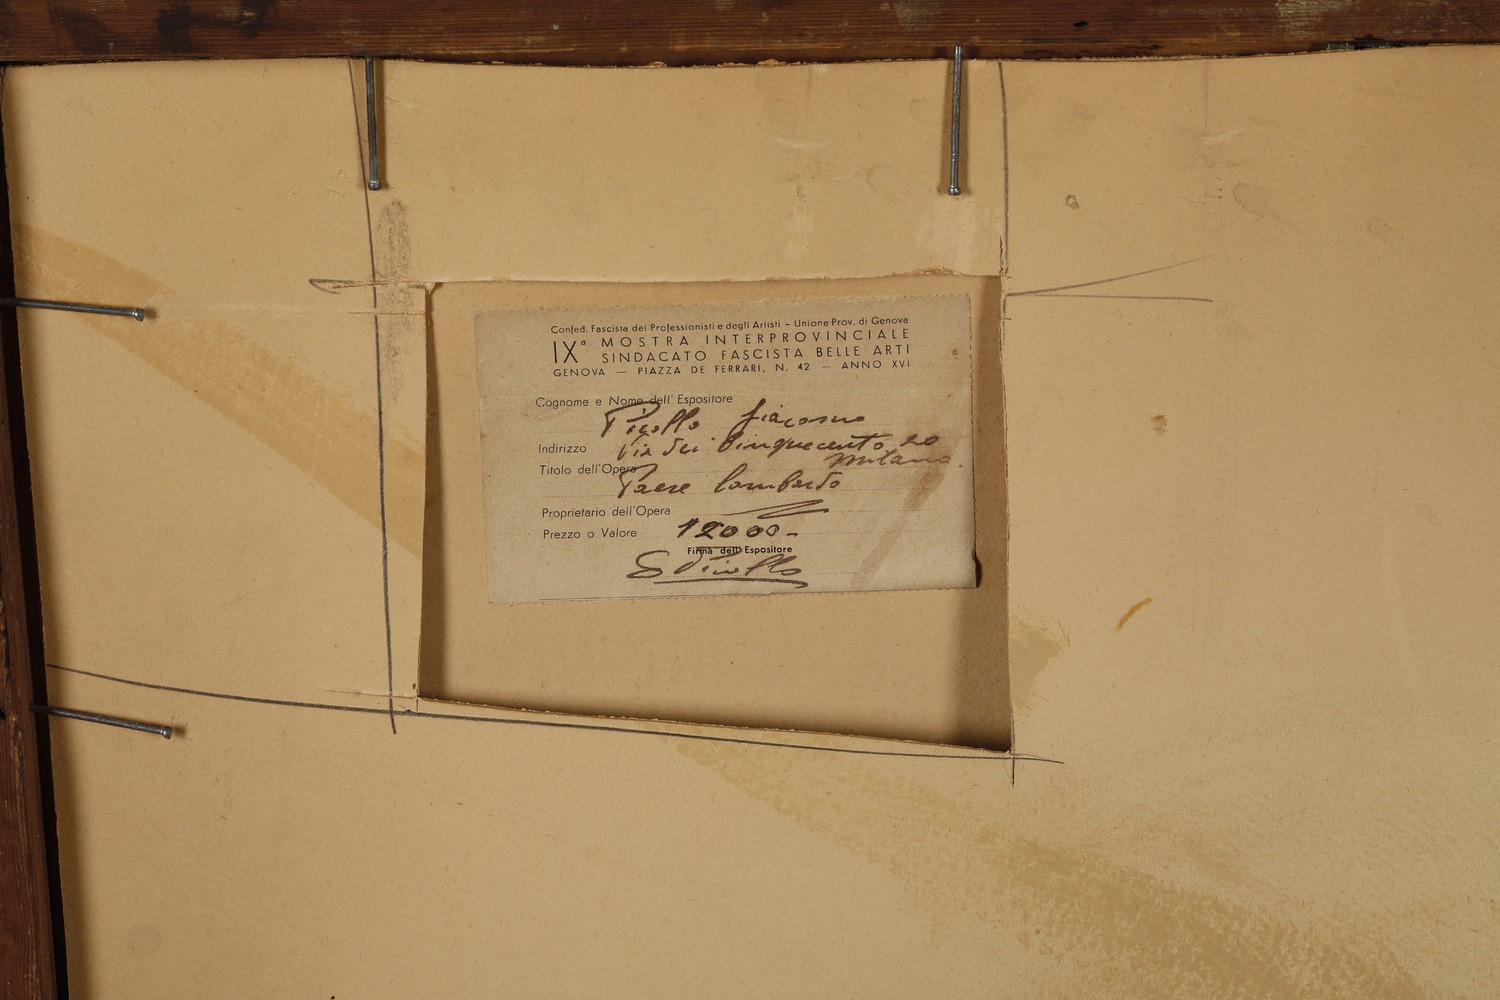 Confed. Fascista dei Professionisti e degli Artisti - Unione Prov. di Genova
IXª MOSTRA INTERPROVINCIALE
SINDACATO FASCISTA BELLE ARTI
GENOVA — PIAZZA DE FERRARI, N. 42 — ANNO XVI
Cognome e Nome dell'Espositore
Picollo Giacomo
Indirizzo Via dei Cinquecento 20
Milano.
Titolo dell'Opera
Paese lombardo
Proprietario dell'Opera
Prezzo o Valore 12000-
Firma dell'Espositore
G Picollo